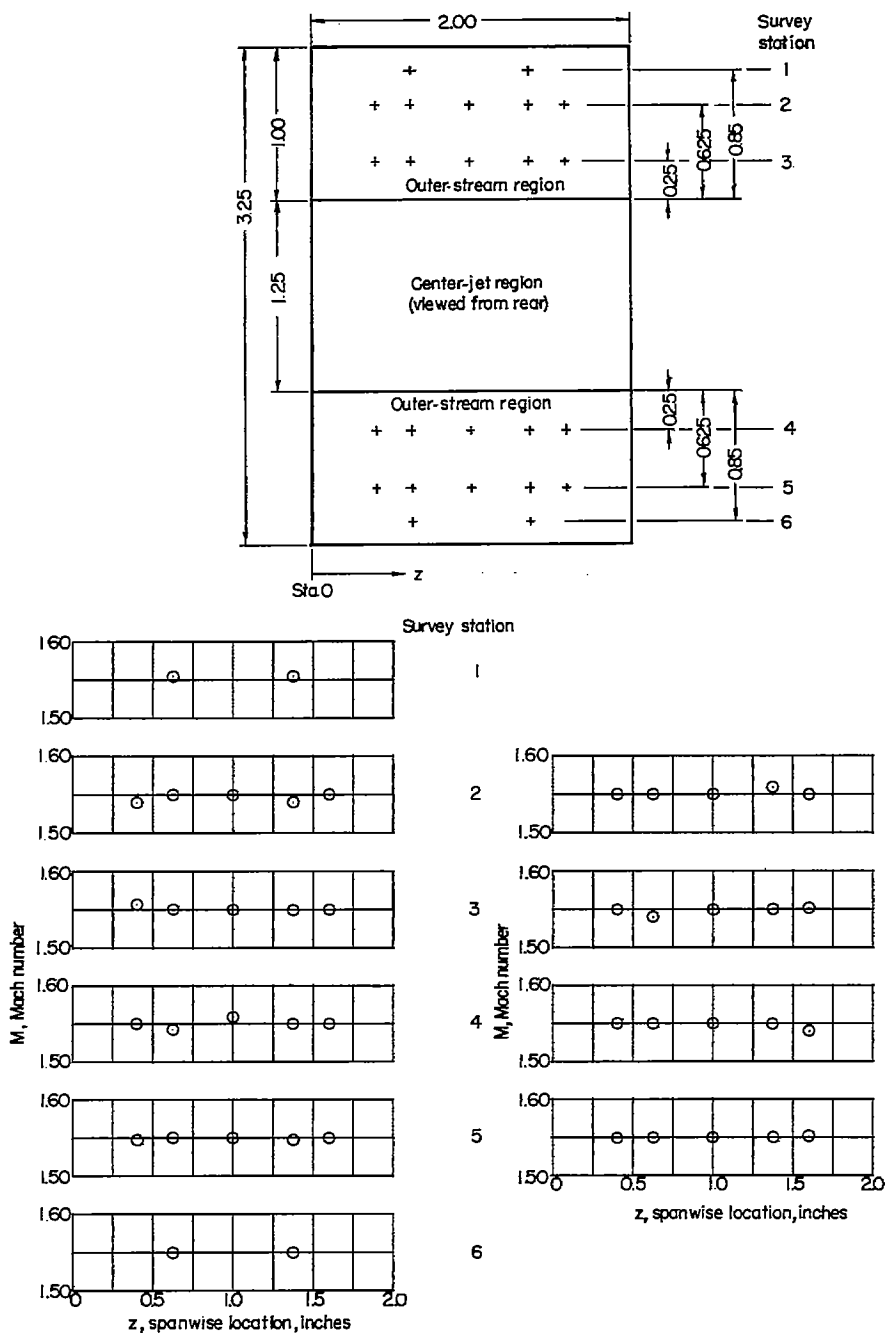 2.00
Survey
station
1
2
3
1.00
3.25
0.25
0.625
0.85
Outer-stream region
1.25
Center-jet region
(viewed from rear)
Outer-stream region
0.25
0.625
0.85
4
5
6
Sta.0
z
Survey station
1.60
1.50
1
1.60
1.50
2
1.60
1.50
1.60
1.50
3
1.60
1.50
M, Mach number
1.60
1.50
4
1.60
1.50
M, Mach number
1.60
1.50
5
1.60
1.50
0 0.5 1.0 1.5 2.0
z, spanwise location, inches
1.60
1.50
6
0 0.5 1.0 1.5 2.0
z, spanwise location, inches